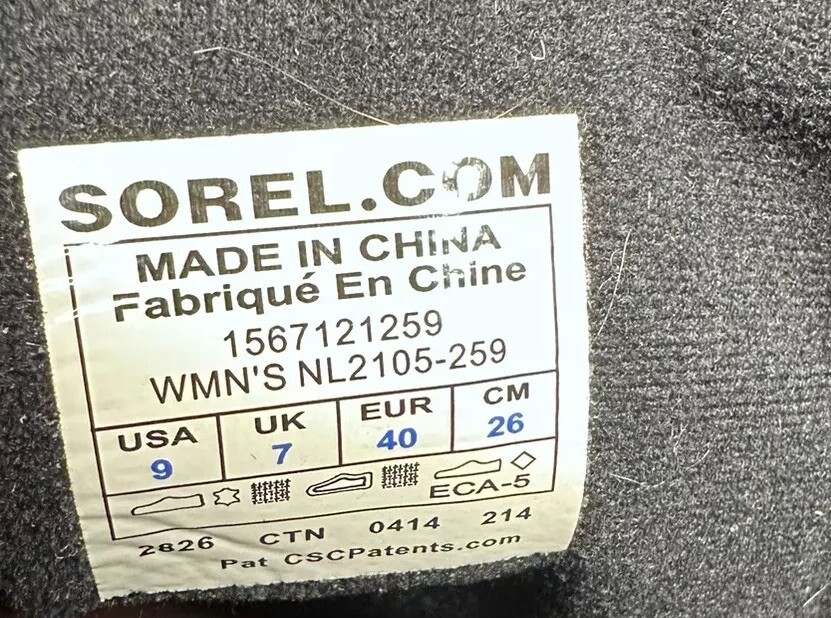 SOREL.COM
MADE IN CHINA
Fabriqué En Chine
1567121259
WMN'S NL2105-259
USA UK EUR CM
9 7 40 26
ECA-5
2826 CTN 0414 214
Pat CSCPatents.com